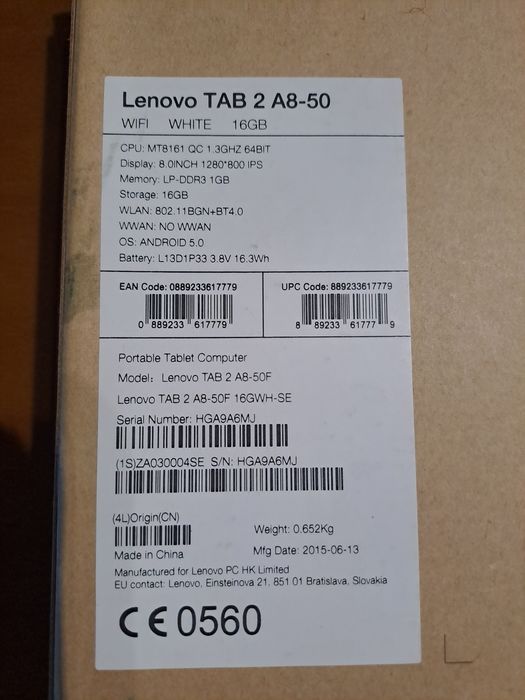 Lenovo TAB 2 A8-50
WIFI WHITE 16GB
CPU: MT8161 QC 1.3GHZ 64BIT
Display: 8.0INCH 1280*800 IPS
Memory: LP-DDR3 1GB
Storage: 16GB
WLAN: 802.11BGN+BT4.0
WWAN: NO WWAN
OS: ANDROID 5.0
Battery: L13D1P33 3.8V 16.3Wh
EAN Code: 0889233617779
0 889233 617779
UPC Code: 889233617779
8 89233 61777 9
Portable Tablet Computer
Model: Lenovo TAB 2 A8-50F
Lenovo TAB 2 A8-50F 16GWH-SE
Serial Number: HGA9A6MJ
(1S)ZA030004SE S/N: HGA9A6MJ
(4L)Origin(CN)
Made in China
Weight: 0.652Kg
Mfg Date: 2015-06-13
Manufactured for Lenovo PC HK Limited
EU contact: Lenovo, Einsteinova 21, 851 01 Bratislava, Slovakia
CE 0560